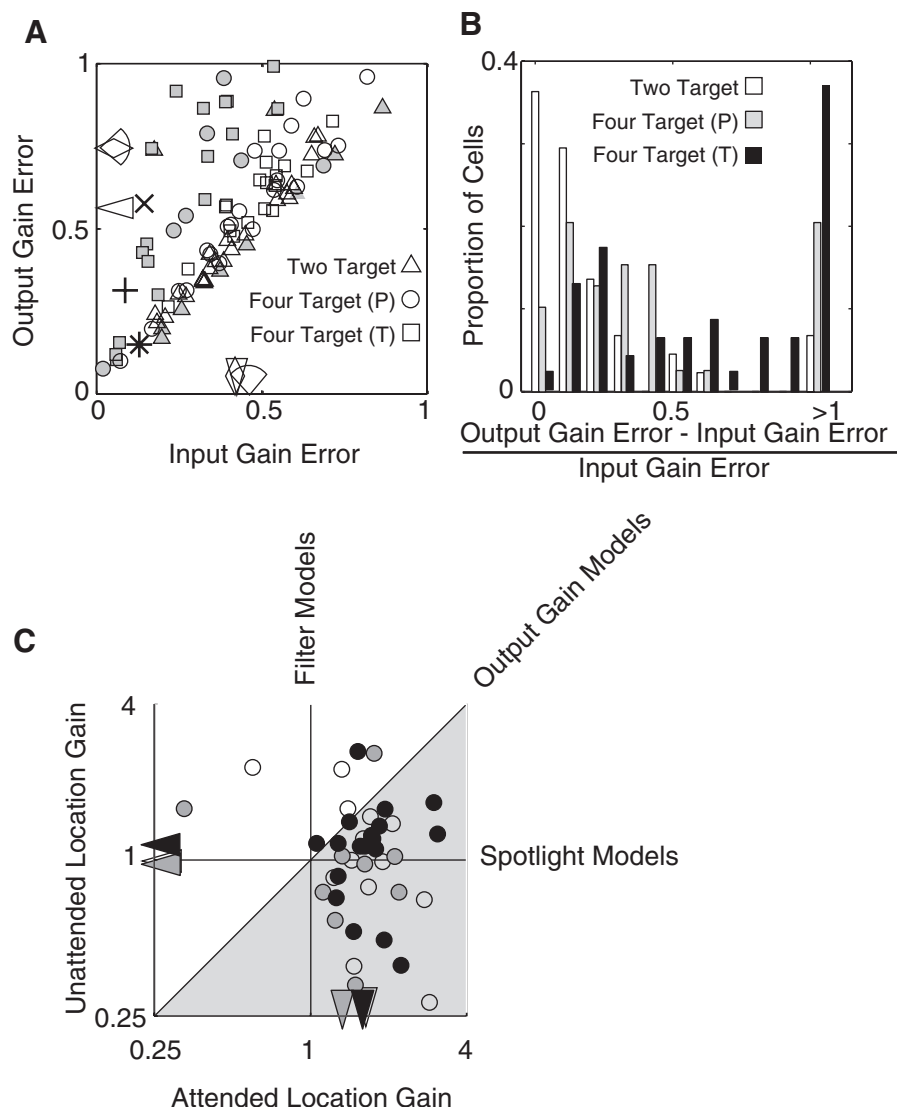 A
1
Output Gain Error
0.5
0
0
0.5
1
Input Gain Error
Two Target
Four Target (P)
Four Target (T)
B
0.4
Proportion of Cells
0
Two Target
Four Target (P)
Four Target (T)
0
0.5
>1
Output Gain Error - Input Gain Error
Input Gain Error
C
Filter Models
Output Gain Models
4
Unattended Location Gain
1
Spotlight Models
0.25
0.25
1
4
Attended Location Gain